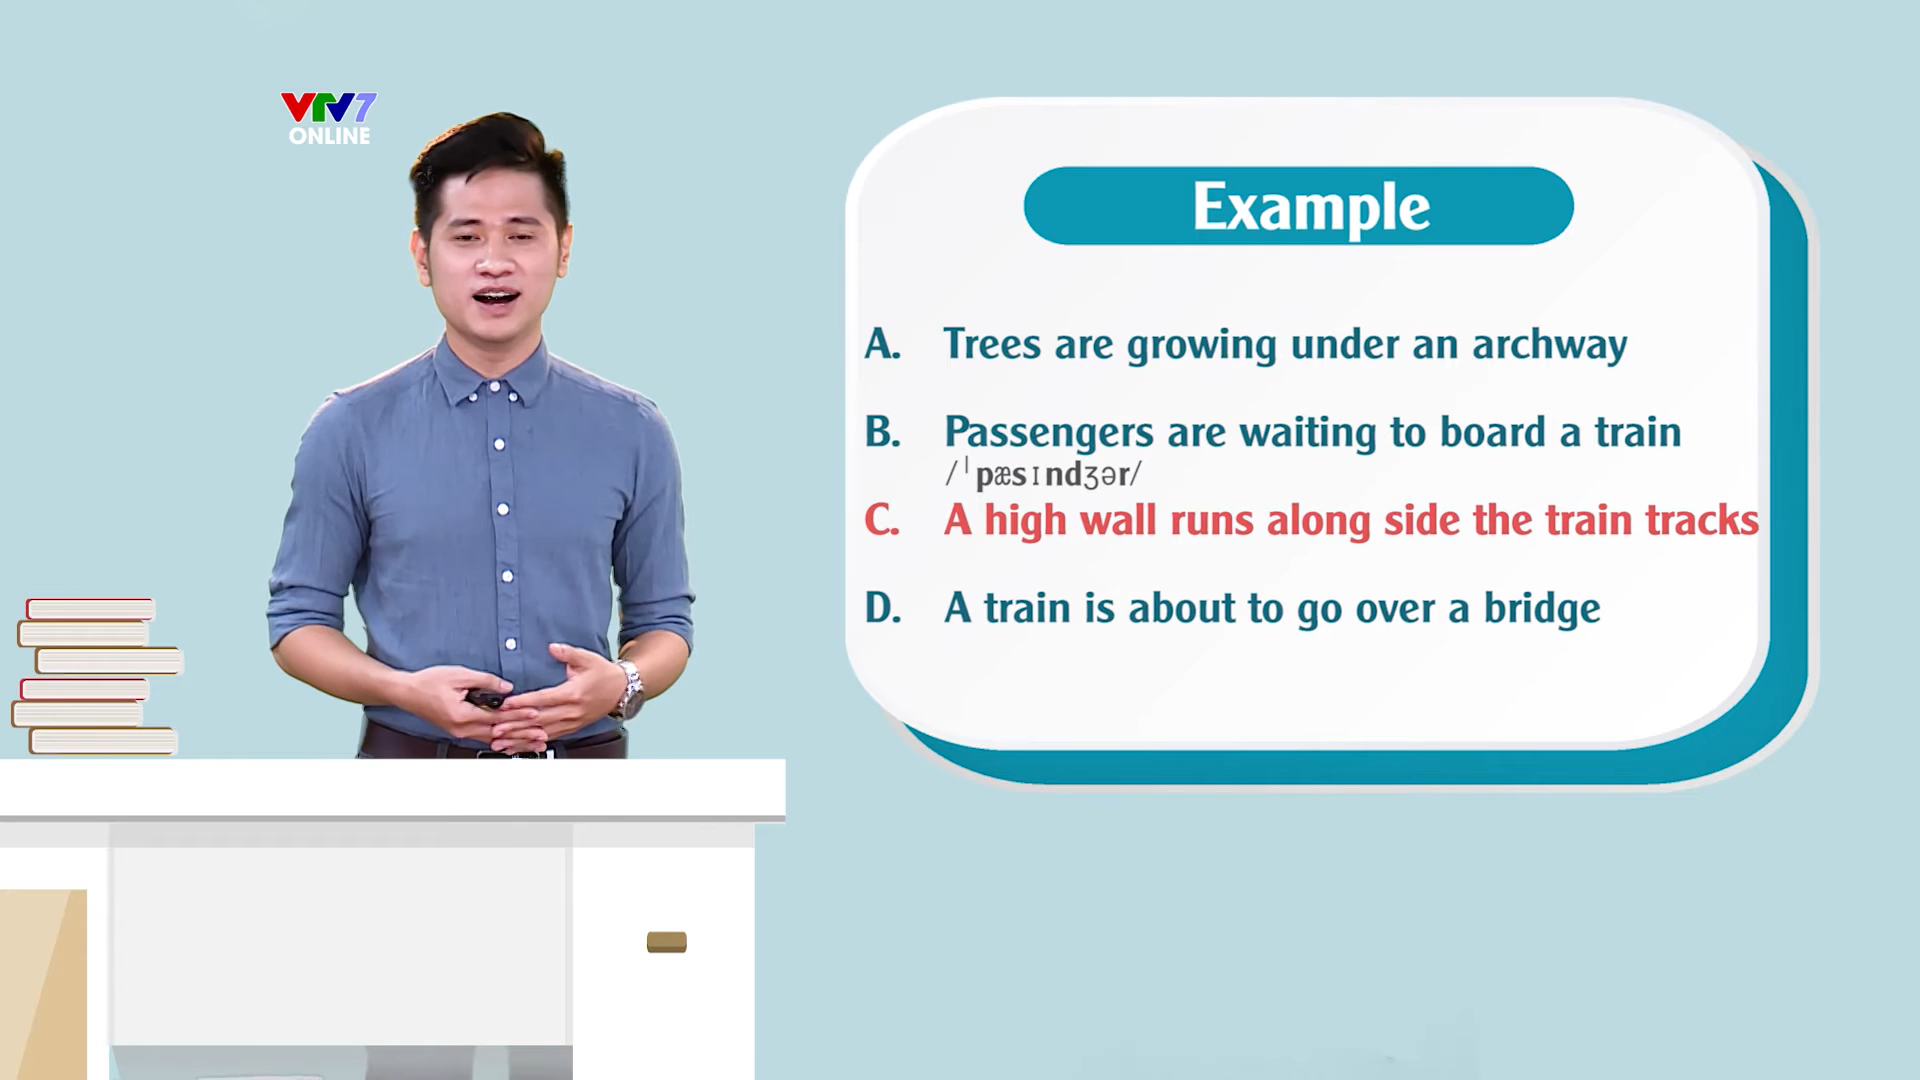 VTV7
ONLINE
Example
A. Trees are growing under an archway
B. Passengers are waiting to board a train
/ˈpæsɪndʒər/
C. A high wall runs along side the train tracks
D. A train is about to go over a bridge